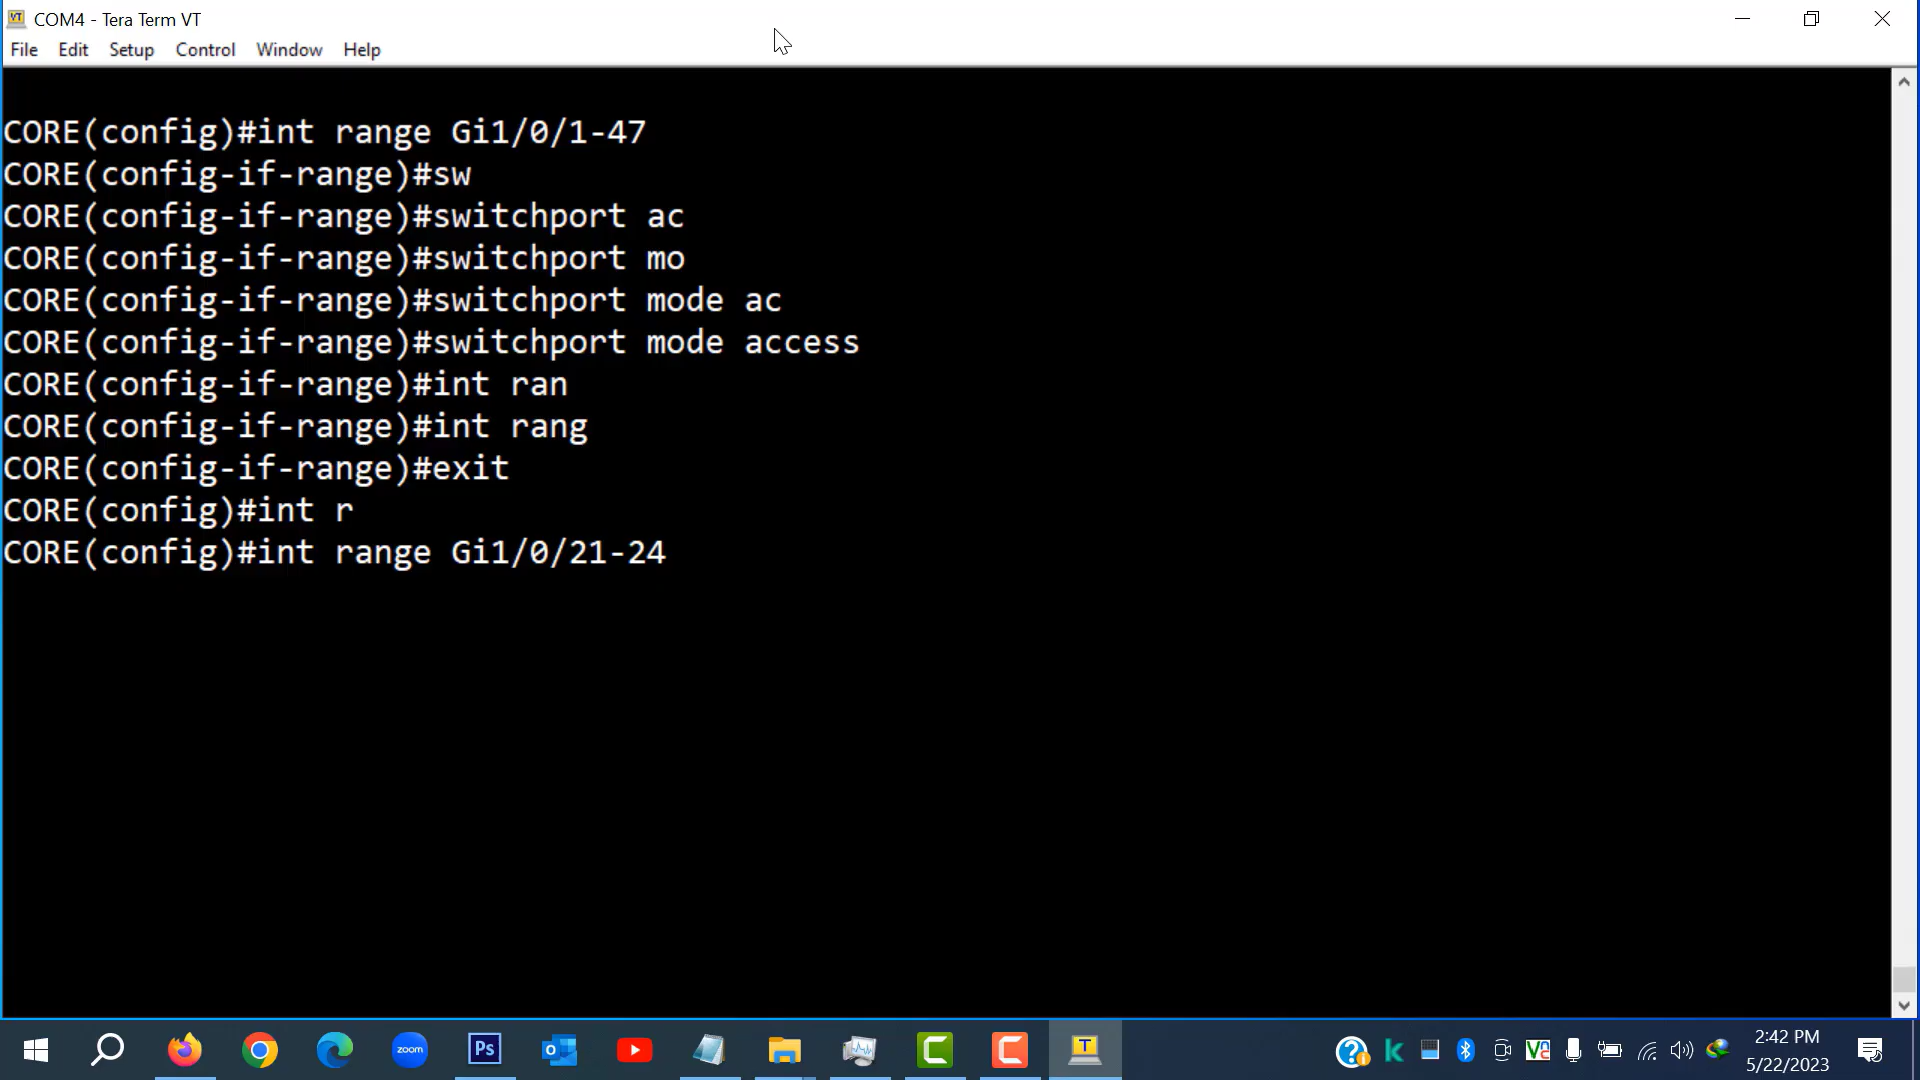 COM4 - Tera Term VT
File Edit Setup Control Window Help
CORE(config)#int range Gi1/0/1-47
CORE(config-if-range)#sw
CORE(config-if-range)#switchport ac
CORE(config-if-range)#switchport mo
CORE(config-if-range)#switchport mode ac
CORE(config-if-range)#switchport mode access
CORE(config-if-range)#int ran
CORE(config-if-range)#int rang
CORE(config-if-range)#exit
CORE(config)#int r
CORE(config)#int range Gi1/0/21-24
zoom
Ps
2:42 PM
5/22/2023